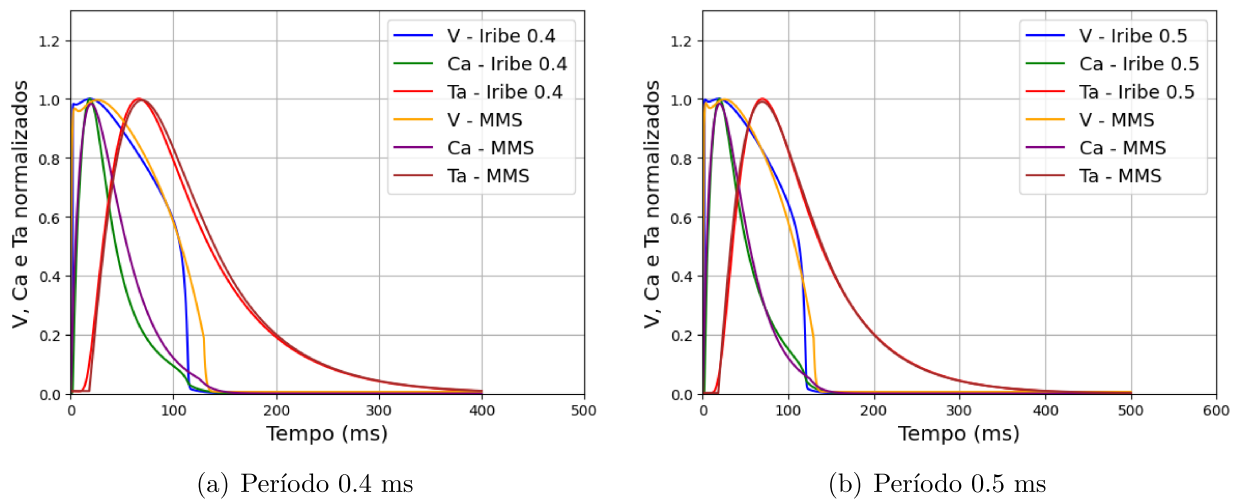 V, Ca e Ta normalizados
1.2
1.0
0.8
0.6
0.4
0.2
0.0
V - Iribe 0.4
Ca - Iribe 0.4
Ta - Iribe 0.4
V - MMS
Ca - MMS
Ta - MMS
0 100 200 300 400 500
Tempo (ms)
(a) Período 0.4 ms
V, Ca e Ta normalizados
1.2
1.0
0.8
0.6
0.4
0.2
0.0
V - Iribe 0.5
Ca - Iribe 0.5
Ta - Iribe 0.5
V - MMS
Ca - MMS
Ta - MMS
0 100 200 300 400 500 600
Tempo (ms)
(b) Período 0.5 ms